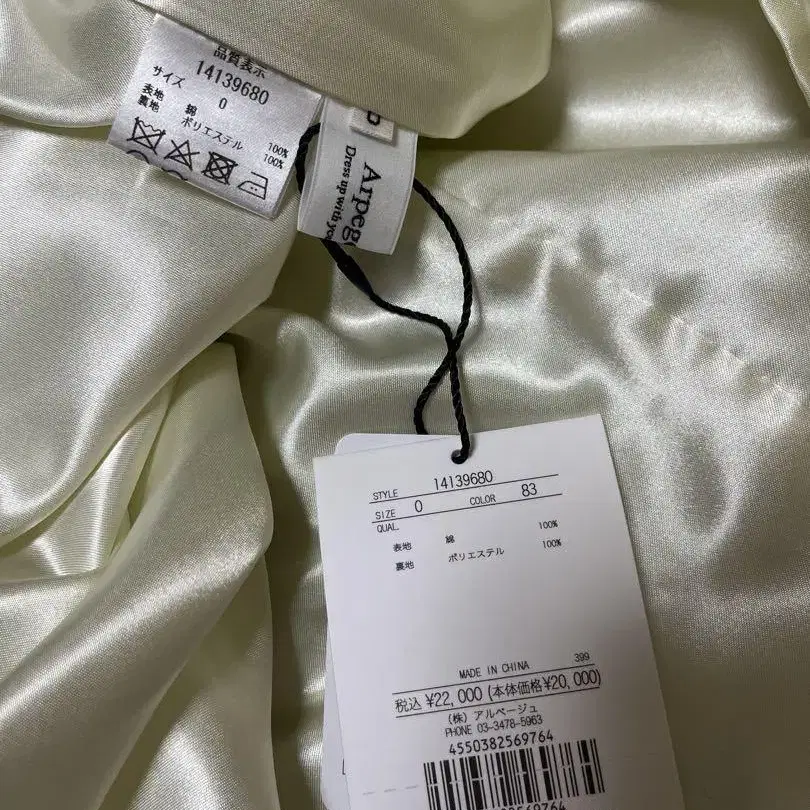 品質表示
14139680
サイズ 0
表地 綿 100%
裏地 ポリエステル 100%
Dress up with
STYLE 14139680
SIZE 0 COLOR 83
QUAL.
表地 綿 100%
裏地 ポリエステル 100%
MADE IN CHINA 399
税込 ¥22,000 (本体価格¥20,000)
(株) アルページュ
PHONE 03-3478-5963
4550382569764